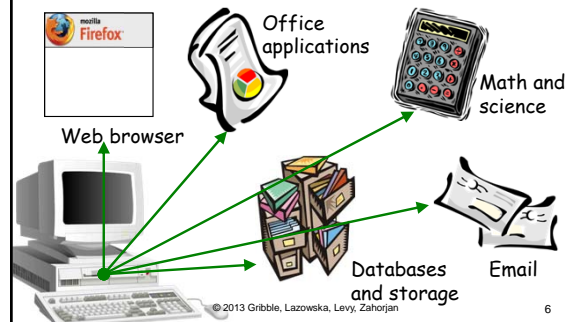 mozilla
Firefox
Office
applications
Math and
science
Web browser
Databases
and storage
Email
© 2013 Gribble, Lazowska, Levy, Zahorjan
6